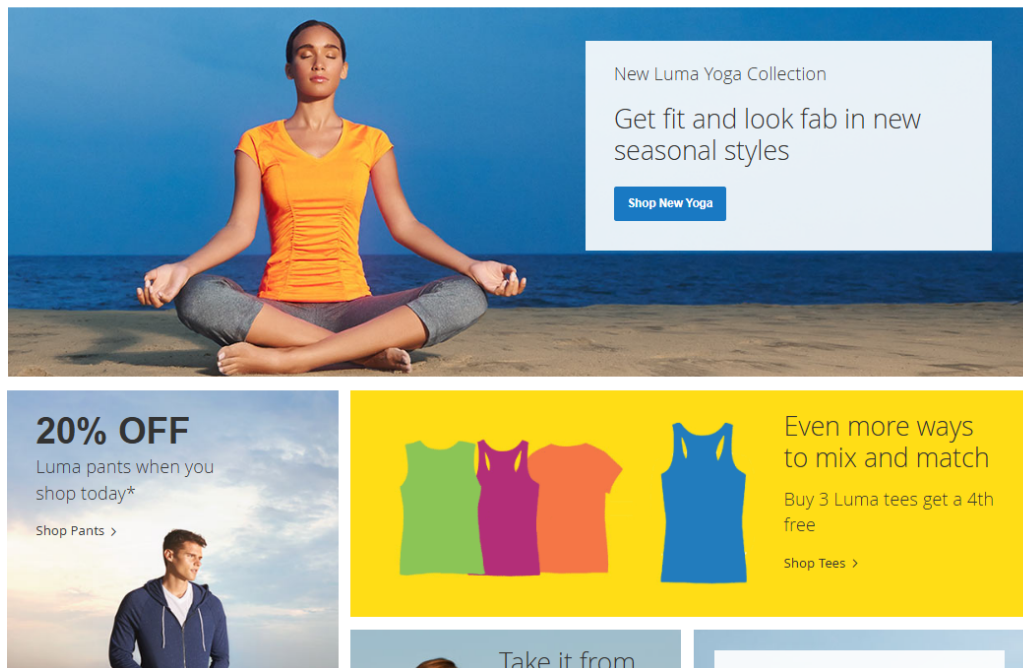 New Luma Yoga Collection
Get fit and look fab in new
seasonal styles
Shop New Yoga
20% OFF
Luma pants when you
shop today*
Shop Pants >
Even more ways
to mix and match
Buy 3 Luma tees get a 4th
free
Shop Tees >
Take it from